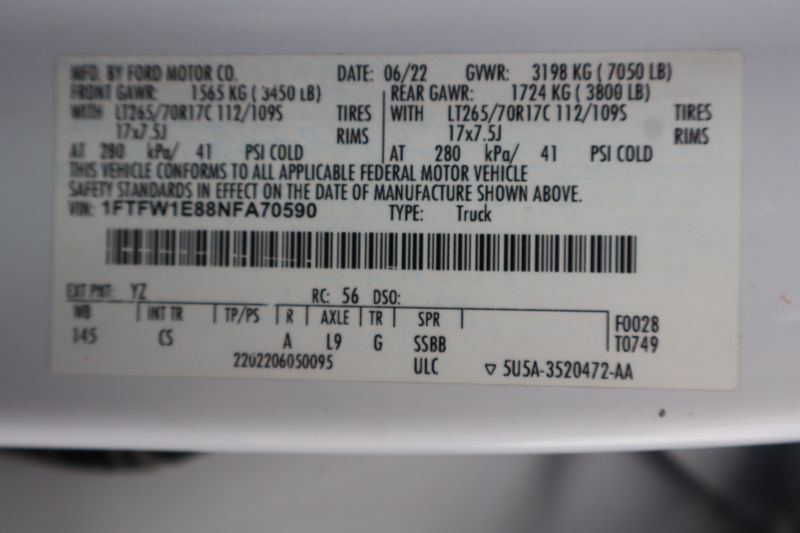 MFD. BY FORD MOTOR CO. DATE: 06/22 GVWR: 3198 KG ( 7050 LB)
FRONT GAWR: 1565 KG ( 3450 LB) REAR GAWR: 1724 KG ( 3800 LB)
WITH LT265/70R17C 112/109S TIRES WITH LT265/70R17C 112/109S TIRES
17x7.5J RIMS 17x7.5J RIMS
AT 280 kPa/ 41 PSI COLD AT 280 kPa/ 41 PSI COLD
THIS VEHICLE CONFORMS TO ALL APPLICABLE FEDERAL MOTOR VEHICLE
SAFETY STANDARDS IN EFFECT ON THE DATE OF MANUFACTURE SHOWN ABOVE.
VIN: 1FTFW1E88NFA70590 TYPE: Truck
EXT PNT: YZ RC: 56 DSO:
WB INT TR TP/PS R AXLE TR SPR F0028
145 CS A L9 G SSBB T0749
2202206050095 ULC ▽ 5U5A-3520472-AA